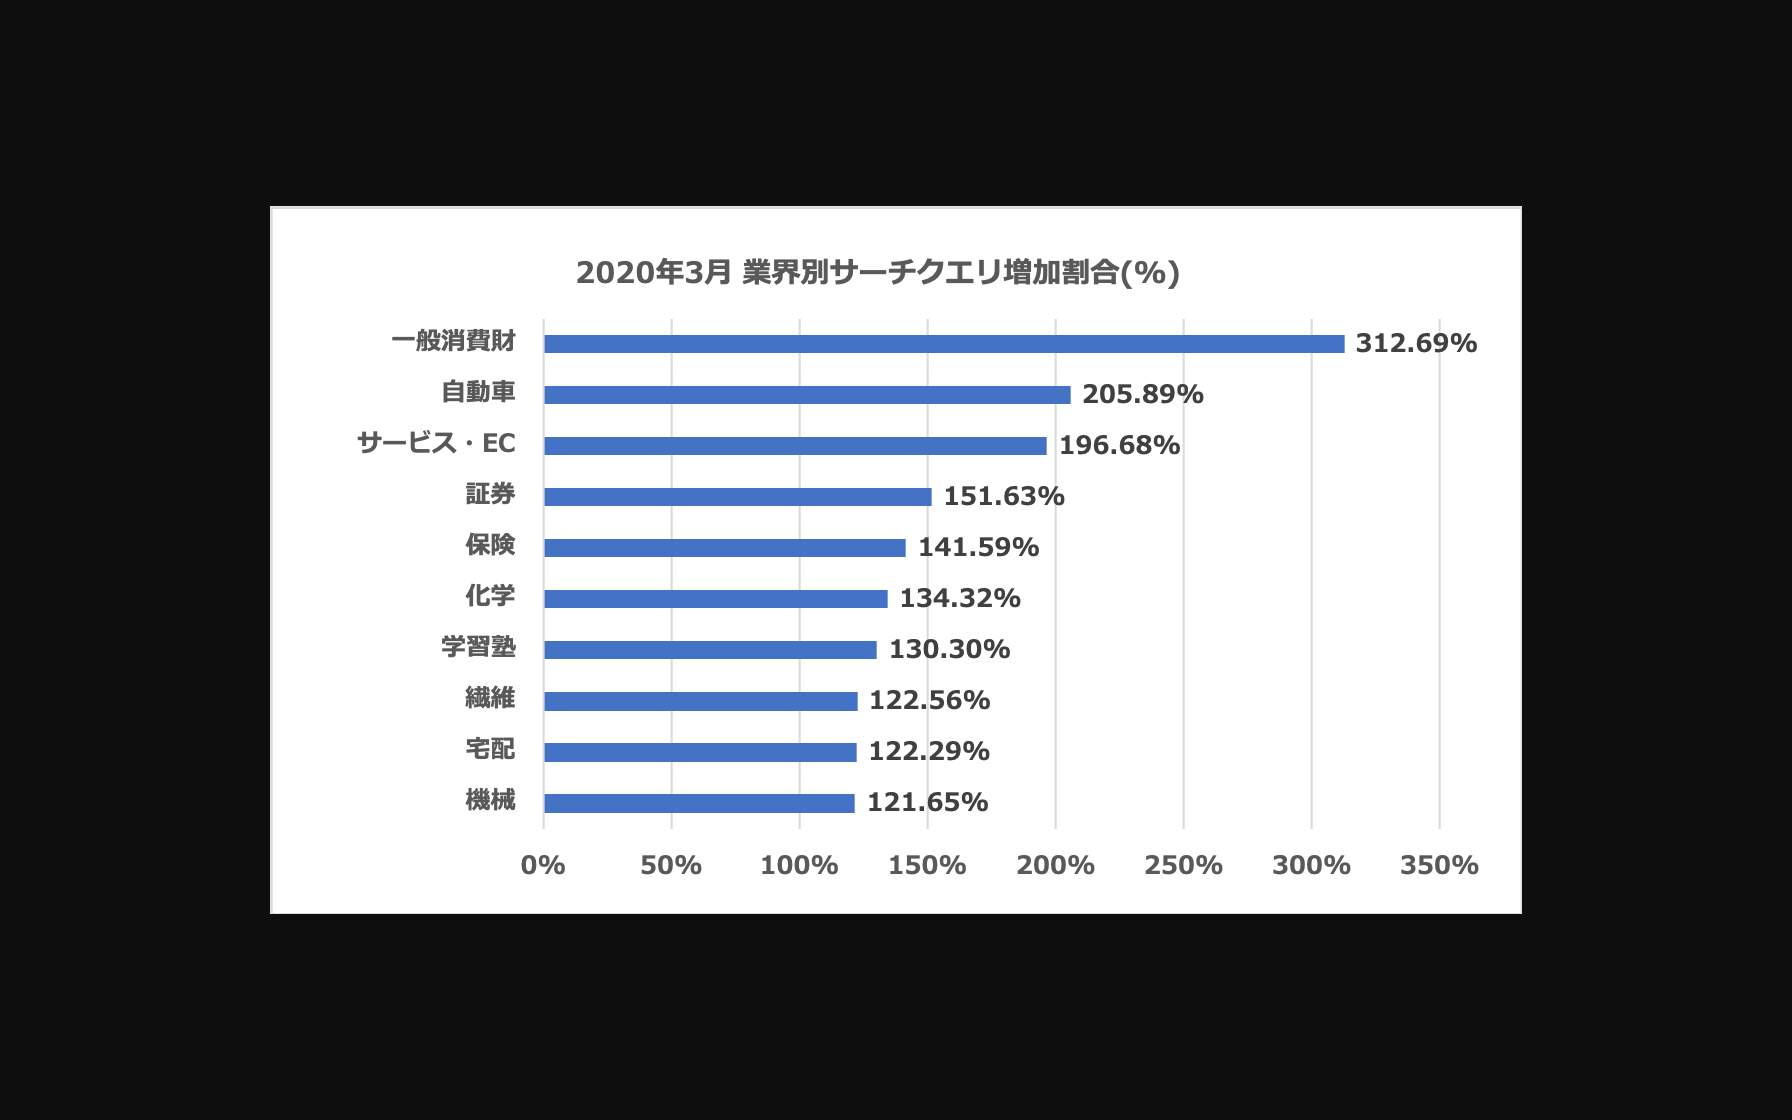 2020年3月 業界別サーチクエリ増加割合(%)
一般消費財 312.69%
自動車 205.89%
サービス・EC 196.68%
証券 151.63%
保険 141.59%
化学 134.32%
学習塾 130.30%
繊維 122.56%
宅配 122.29%
機械 121.65%
0% 50% 100% 150% 200% 250% 300% 350%